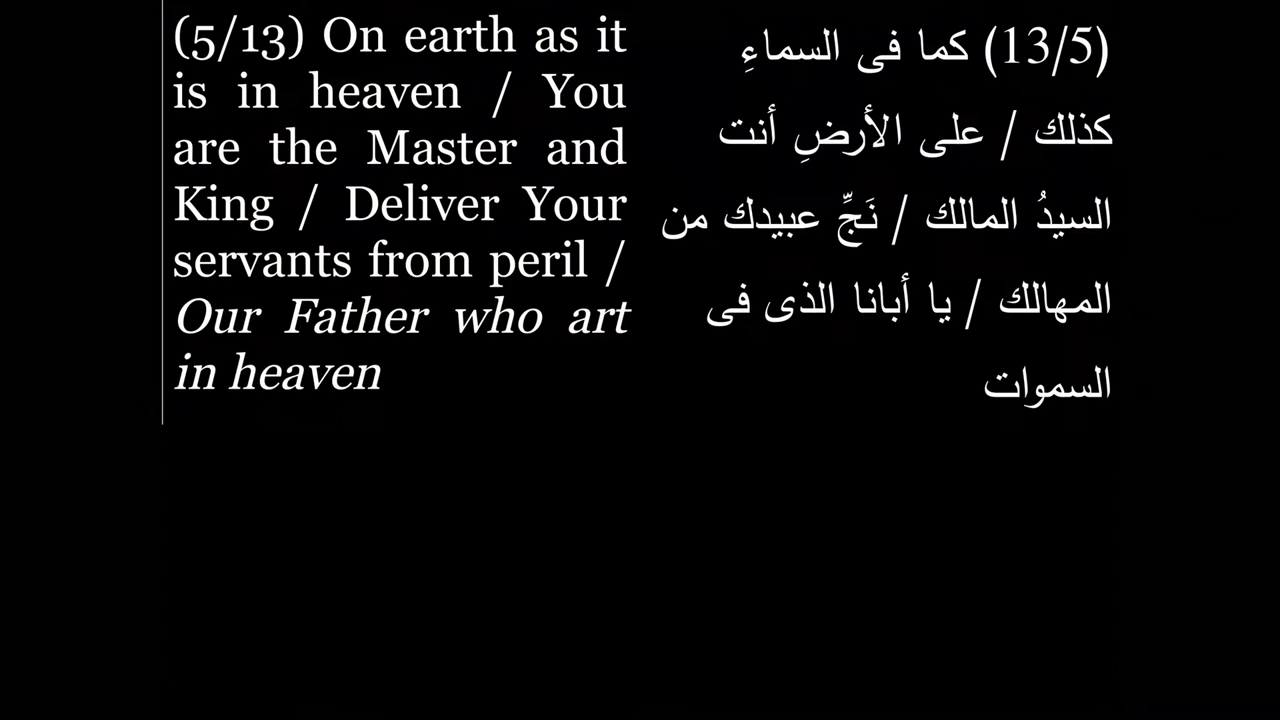 (5/13) On earth as it
is in heaven / You
are the Master and
King / Deliver Your
servants from peril /
Our Father who art
in heaven
(13/5) كما فى السماءِ
كذلك / على الأرضِ أنت
السيدُ المالك / نَجِّ عبيدك من
المهالك / يا أبانا الذى فى
السموات